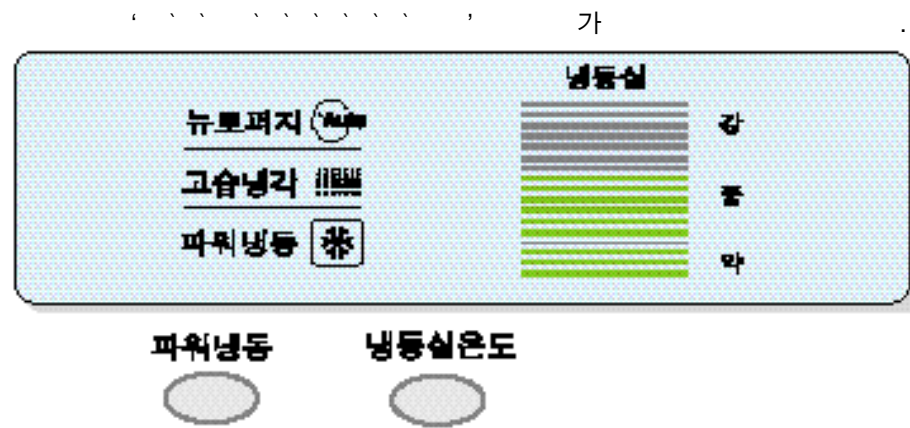 ‘ ` ` ` ` ` ` ` ` ’ 가 .
냉동실
뉴로퍼지 Auto 강
고습냉각 중
파워냉동 약
파워냉동 냉동실온도